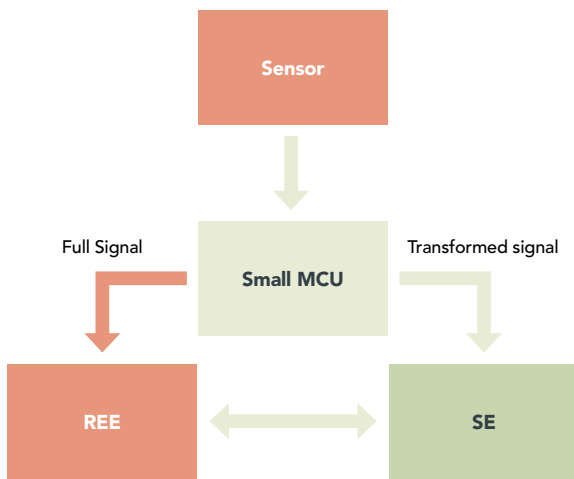 Sensor
Full Signal
Transformed signal
Small MCU
REE
SE